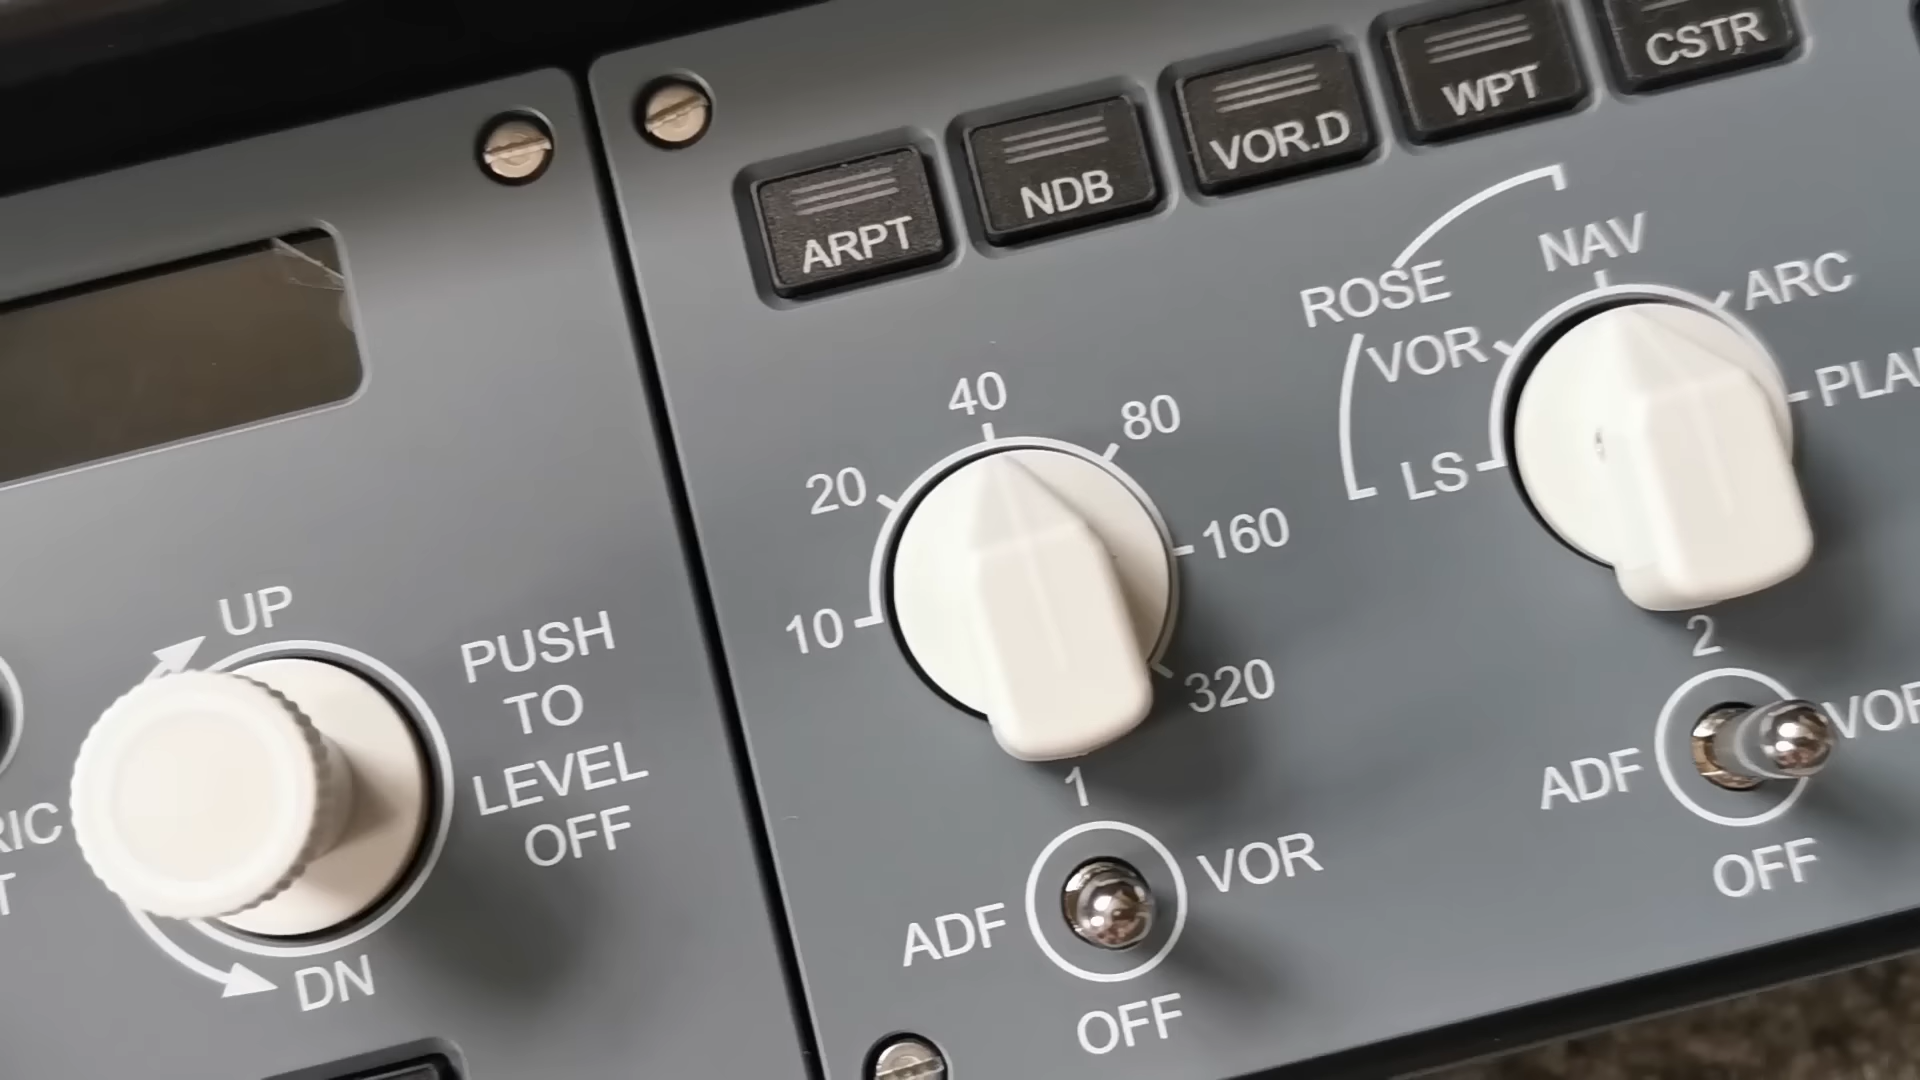 ARPT
NDB
VOR.D
WPT
CSTR
ROSE
NAV
ARC
VOR
LS
10
20
40
80
160
320
UP
DN
PUSH
TO
LEVEL
OFF
1
ADF
VOR
OFF
2
ADF
OFF